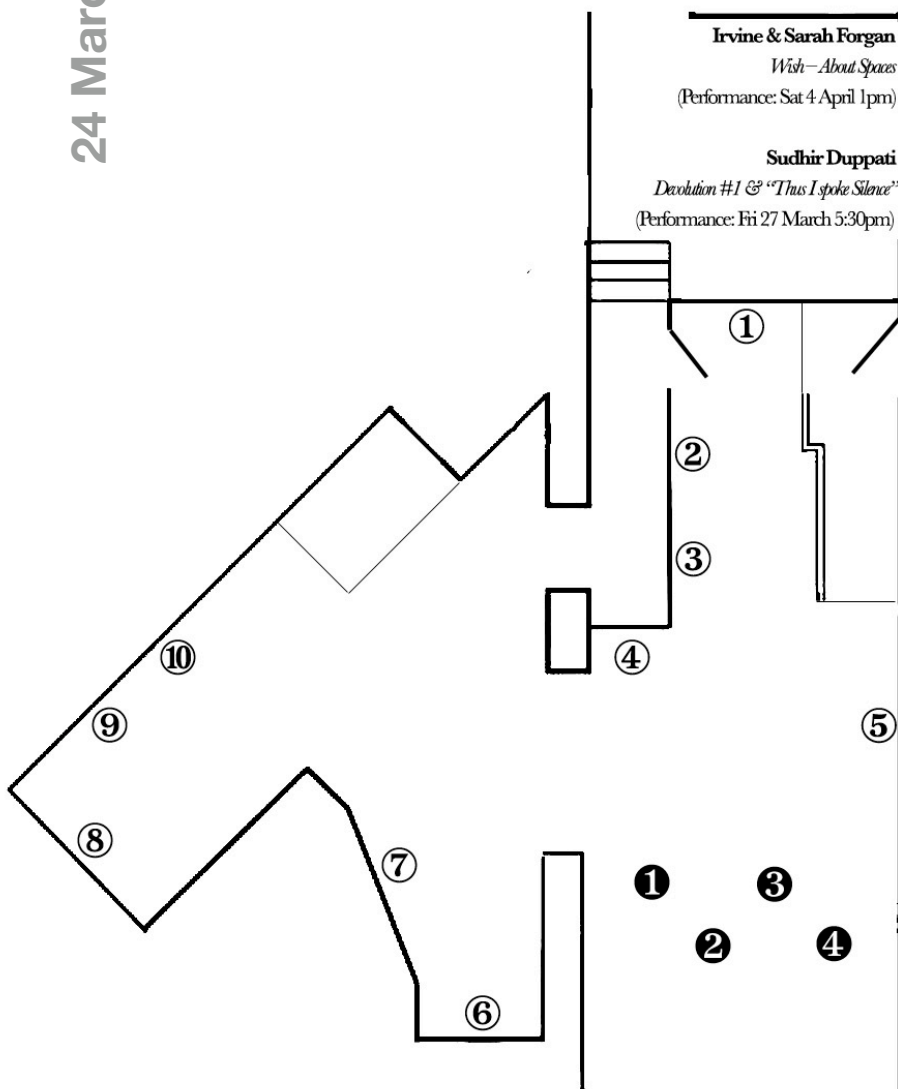 24 Marc
Irvine & Sarah Forgan
Wish—About Spaces
(Performance: Sat 4 April 1pm)
Sudhir Duppati
Devolution #1 & “Thus I spoke Silence”
(Performance: Fri 27 March 5:30pm)
①
②
③
④
⑤
⑩
⑨
⑧
⑦
⑥
❶ ❸
❷ ❹